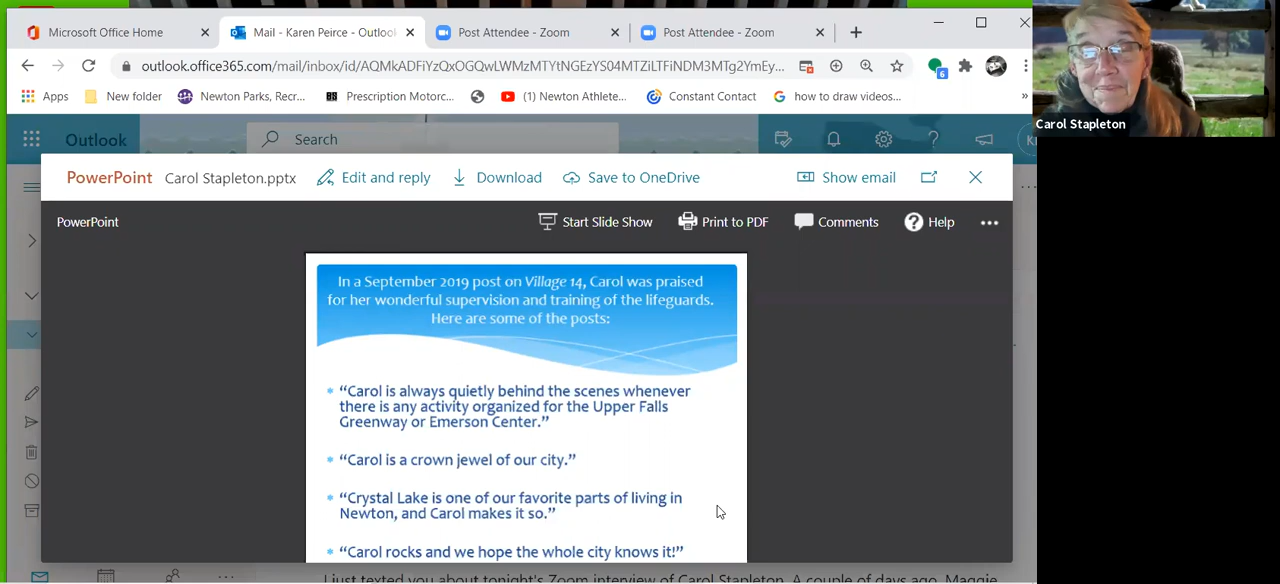 Microsoft Office Home
Mail - Karen Peirce - Outlook
Post Attendee - Zoom
Post Attendee - Zoom
outlook.office365.com/mail/inbox/id/AQMkADFiYzQxOGQwLWMzMTYtNGEzYS04MTZiLTFiNDM3MTg2YmEy...
6
Apps
New folder
Newton Parks, Recr...
Prescription Motorc...
(1) Newton Athlete...
Constant Contact
how to draw videos...
»
Outlook
Search
PowerPoint
Carol Stapleton.pptx
Edit and reply
Download
Save to OneDrive
Show email
PowerPoint
Start Slide Show
Print to PDF
Comments
Help
In a September 2019 post on Village 14, Carol was praised
for her wonderful supervision and training of the lifeguards.
Here are some of the posts:
“Carol is always quietly behind the scenes whenever
there is any activity organized for the Upper Falls
Greenway or Emerson Center.”
“Carol is a crown jewel of our city.”
“Crystal Lake is one of our favorite parts of living in
Newton, and Carol makes it so.”
“Carol rocks and we hope the whole city knows it!”
I just texted you about tonight's Zoom interview of Carol Stapleton. A couple of days ago, Maggie
Carol Stapleton